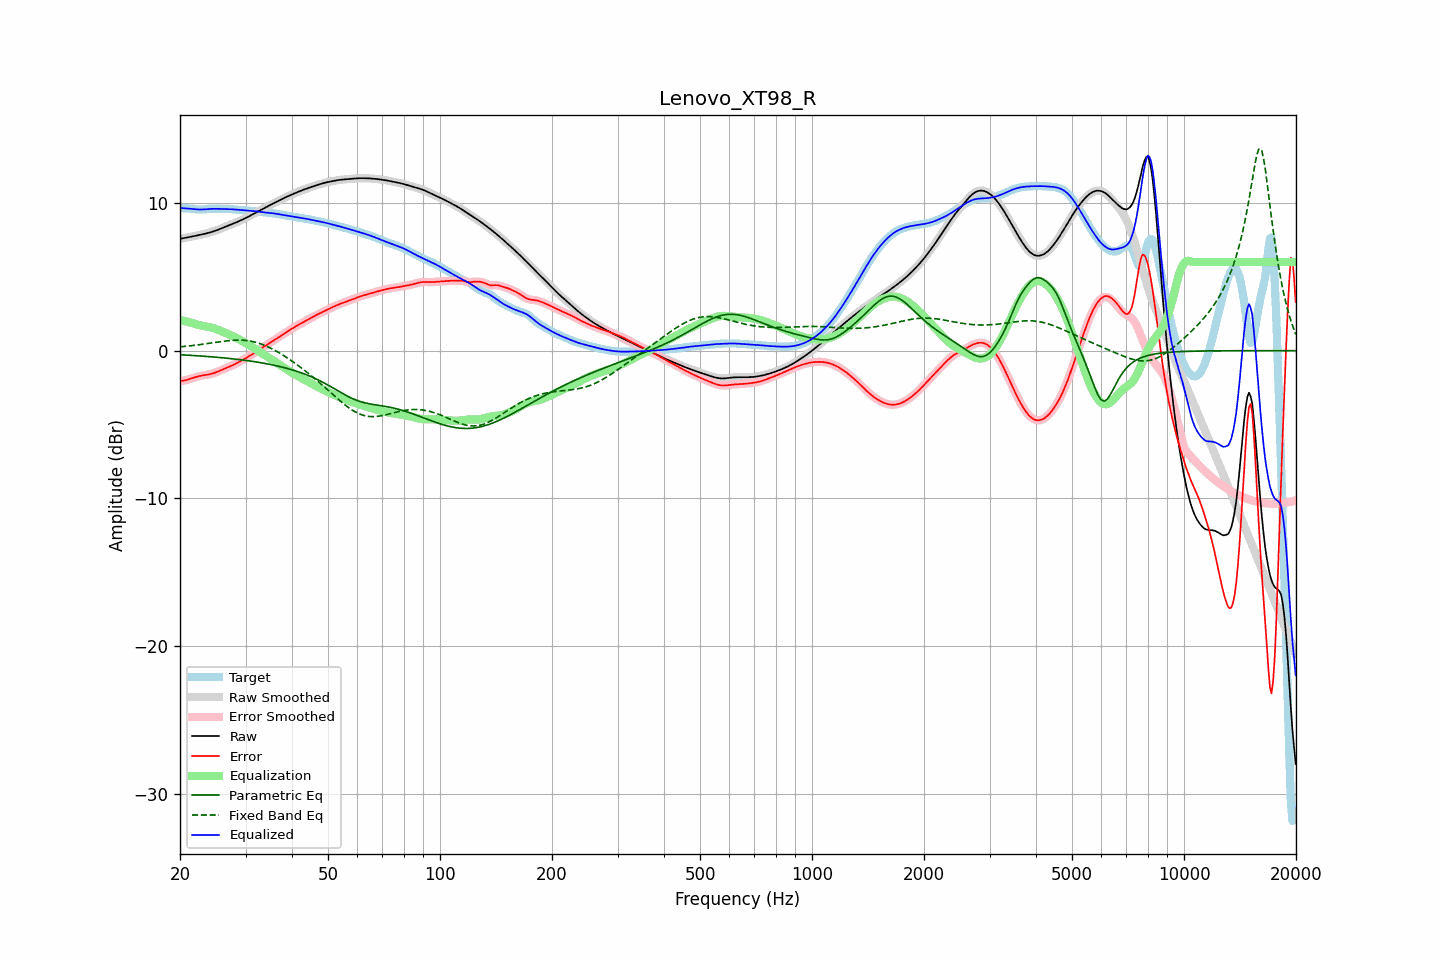 Lenovo_XT98_R
Amplitude (dBr)
10
0
−10
−20
−30
Target
Raw Smoothed
Error Smoothed
Raw
Error
Equalization
Parametric Eq
Fixed Band Eq
Equalized
20 50 100 200 500 1000 2000 5000 10000 20000
Frequency (Hz)